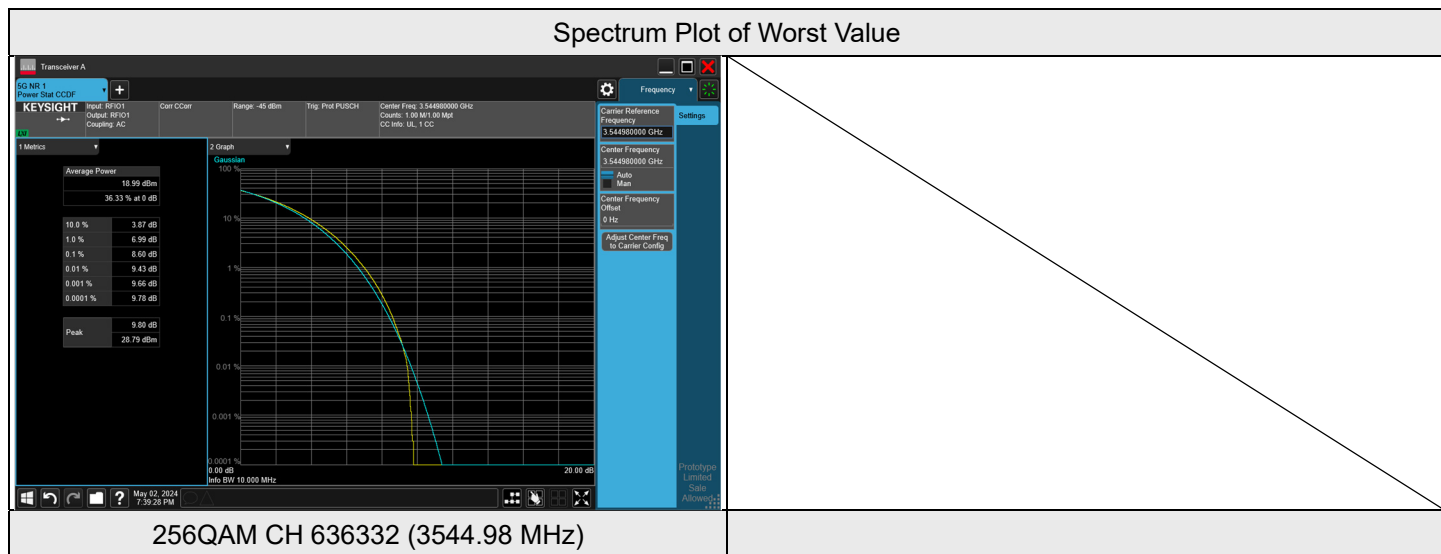 Spectrum Plot of Worst Value
Transceiver A
5G NR 1
Power Stat CCDF
Frequency
KEYSIGHT
LXI
Input: RFIO1
Output: RFIO1
Coupling: AC
Corr CCorr
Range: -45 dBm
Trig: Prot PUSCH
Center Freq: 3.544980000 GHz
Counts: 1.00 M/1.00 Mpt
CC Info: UL, 1 CC
1 Metrics
Average Power
18.99 dBm
36.33 % at 0 dB
10.0 % 3.87 dB
1.0 % 6.99 dB
0.1 % 8.60 dB
0.01 % 9.43 dB
0.001 % 9.66 dB
0.0001 % 9.78 dB
Peak
9.80 dB
28.79 dBm
2 Graph
Gaussian
100 %
10 %
1 %
0.1 %
0.01 %
0.001 %
0.0001 %
0.00 dB
20.00 dB
Info BW 10.000 MHz
Carrier Reference
Frequency
3.544980000 GHz
Center Frequency
3.544980000 GHz
Auto
Man
Center Frequency
Offset
0 Hz
Adjust Center Freq
to Carrier Config
Settings
Prototype
Limited
Sale
Allowed
?
May 02, 2024
7:39:28 PM
256QAM CH 636332 (3544.98 MHz)